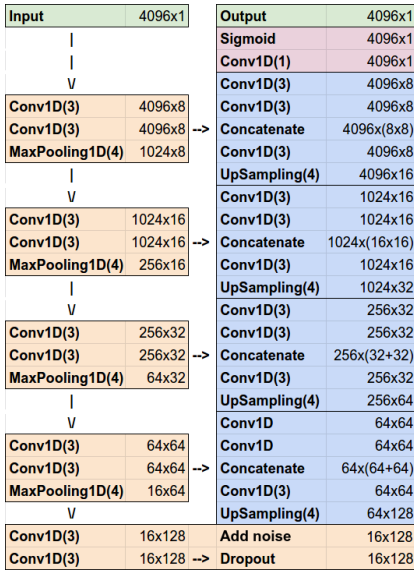 Input 4096x1 Output 4096x1
| Sigmoid 4096x1
| Conv1D(1) 4096x1
\/ Conv1D(3) 4096x8
Conv1D(3) 4096x8 Conv1D(3) 4096x8
Conv1D(3) 4096x8 --> Concatenate 4096x(8x8)
MaxPooling1D(4) 1024x8 Conv1D(3) 4096x8
| UpSampling(4) 4096x16
\/ Conv1D(3) 1024x16
Conv1D(3) 1024x16 Conv1D(3) 1024x16
Conv1D(3) 1024x16 --> Concatenate 1024x(16x16)
MaxPooling1D(4) 256x16 Conv1D(3) 1024x16
| UpSampling(4) 1024x32
\/ Conv1D(3) 256x32
Conv1D(3) 256x32 Conv1D(3) 256x32
Conv1D(3) 256x32 --> Concatenate 256x(32+32)
MaxPooling1D(4) 64x32 Conv1D(3) 256x32
| UpSampling(4) 256x64
\/ Conv1D 64x64
Conv1D(3) 64x64 Conv1D 64x64
Conv1D(3) 64x64 --> Concatenate 64x(64+64)
MaxPooling1D(4) 16x64 Conv1D(3) 64x64
\/ UpSampling(4) 64x128
Conv1D(3) 16x128 Add noise 16x128
Conv1D(3) 16x128 --> Dropout 16x128